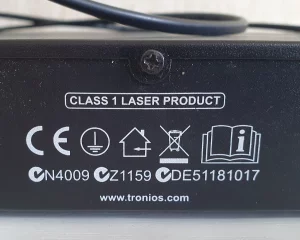 CLASS 1 LASER PRODUCT
CE
N4009 Z1159 DE51181017
www.tronios.com